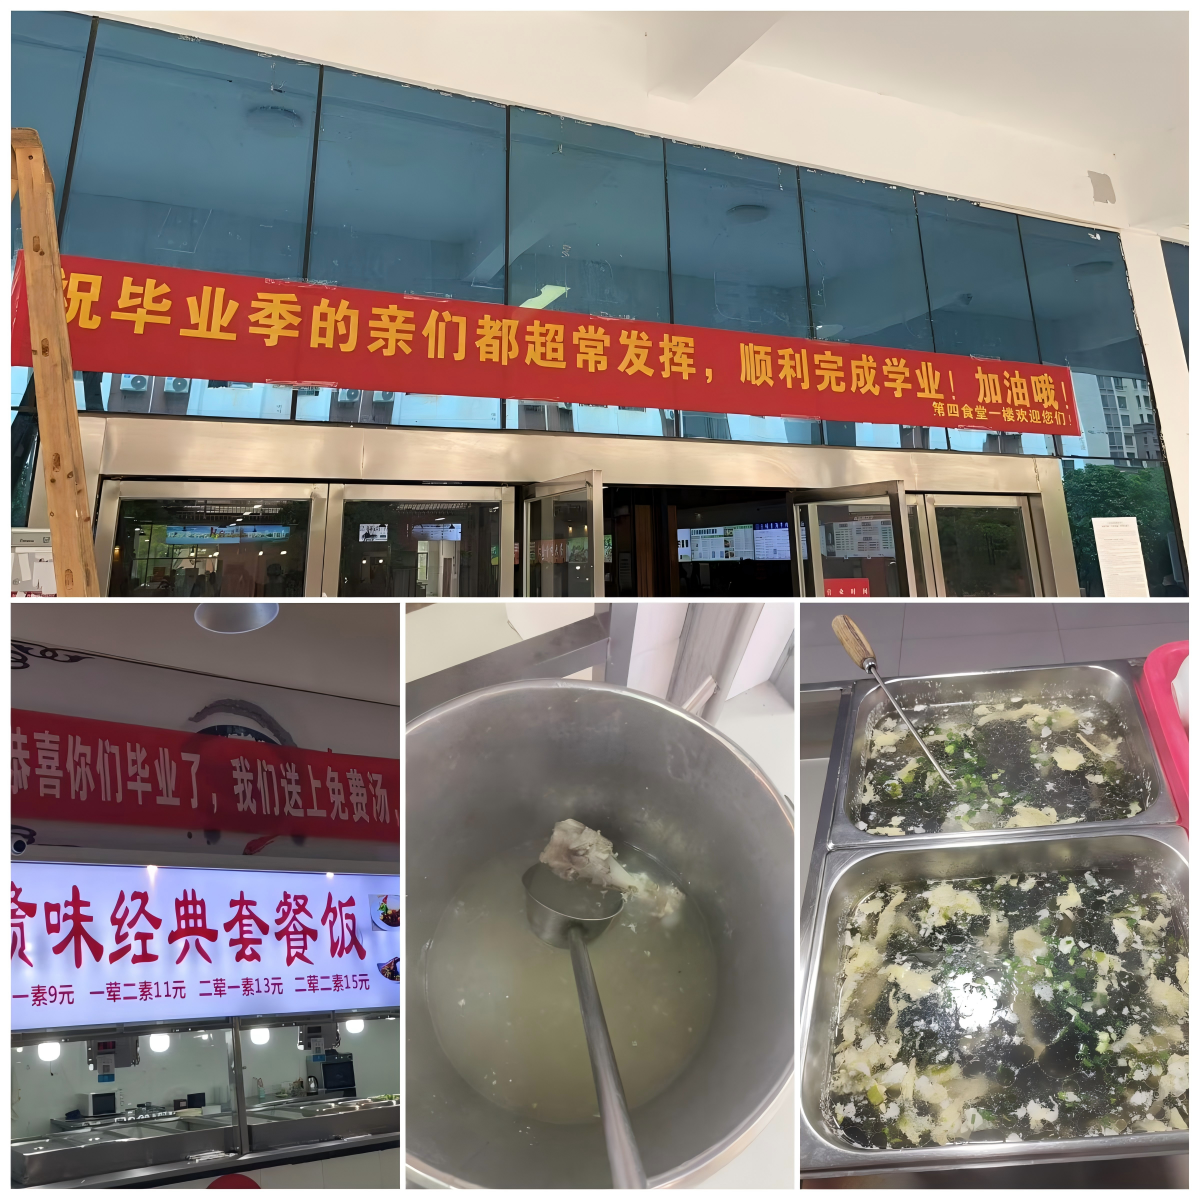 祝毕业季的亲们都超常发挥，顺利完成学业！加油哦！
第四食堂一楼欢迎您们！
恭喜你们毕业了，我们送上免费汤、
赣味经典套餐饭
一素9元 一荤二素11元 二荤一素13元 二荤二素15元